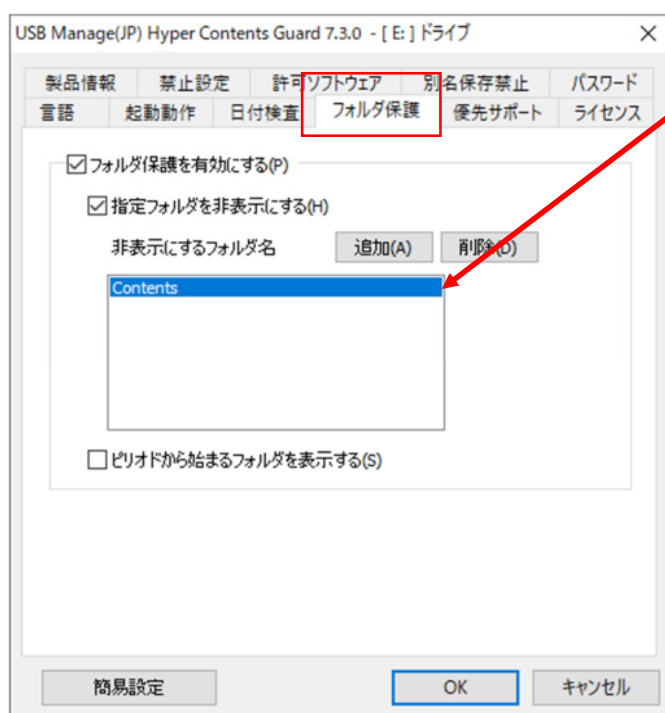 USB Manage(JP) Hyper Contents Guard 7.3.0 - [ E: ] ドライブ
製品情報 禁止設定 許可ソフトウェア 別名保存禁止 パスワード
言語 起動動作 日付検査 フォルダ保護 優先サポート ライセンス
フォルダ保護を有効にする(P)
指定フォルダを非表示にする(H)
非表示にするフォルダ名 追加(A) 削除(D)
Contents
ピリオドから始まるフォルダを表示する(S)
簡易設定 OK キャンセル